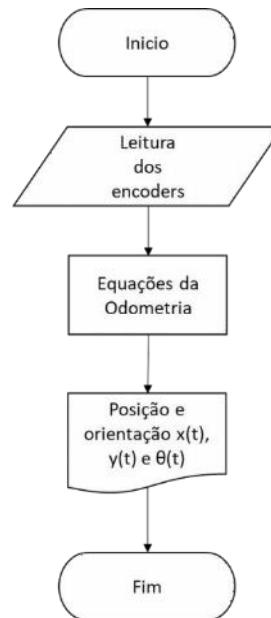 Inicio
Leitura
dos
encoders
Equações da
Odometria
Posição e
orientação x(t),
y(t) e θ(t)
Fim